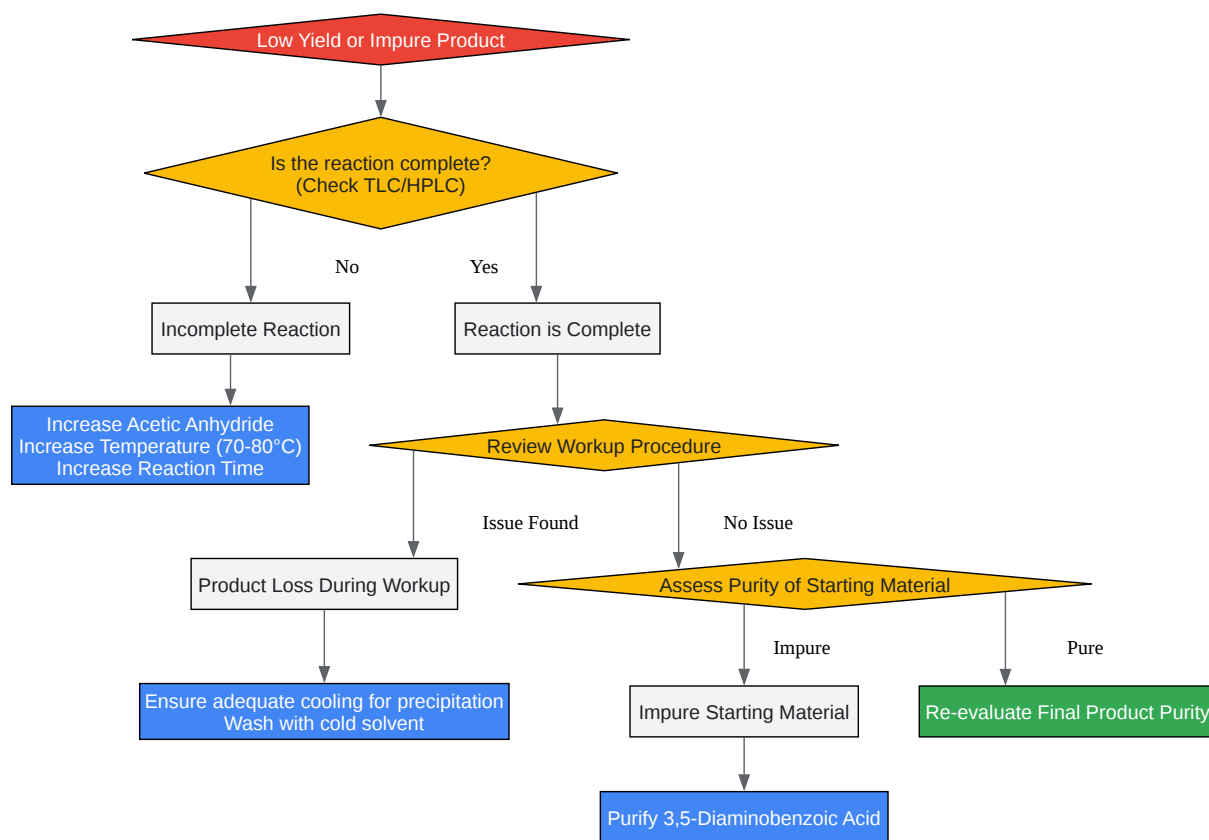 Low Yield or Impure Product
Is the reaction complete?
(Check TLC/HPLC)
No
Yes
Incomplete Reaction
Reaction is Complete
Increase Acetic Anhydride
Increase Temperature (70-80°C)
Increase Reaction Time
Review Workup Procedure
Issue Found
No Issue
Product Loss During Workup
Assess Purity of Starting Material
Impure
Pure
Ensure adequate cooling for precipitation
Wash with cold solvent
Impure Starting Material
Re-evaluate Final Product Purity
Purify 3,5-Diaminobenzoic Acid